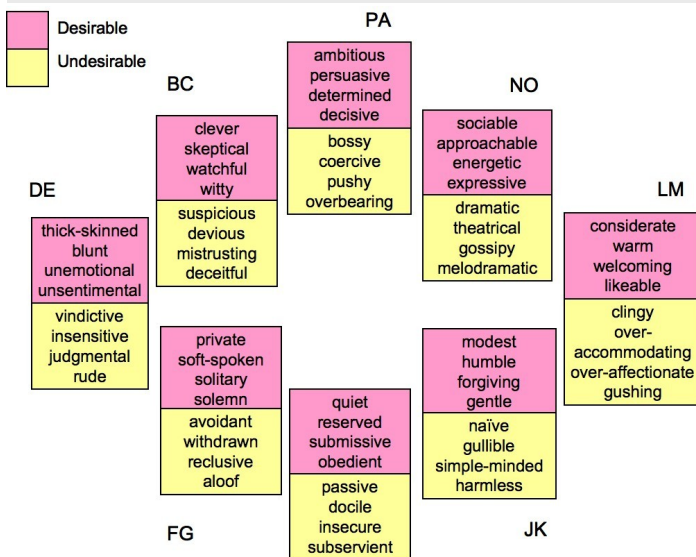 Desirable
Undesirable
PA
ambitious
persuasive
determined
decisive
bossy
coercive
pushy
overbearing
BC
clever
skeptical
watchful
witty
suspicious
devious
mistrusting
deceitful
NO
sociable
approachable
energetic
expressive
dramatic
theatrical
gossipy
melodramatic
DE
thick-skinned
blunt
unemotional
unsentimental
vindictive
insensitive
judgmental
rude
LM
considerate
warm
welcoming
likeable
clingy
over-
accommodating
over-affectionate
gushing
private
soft-spoken
solitary
solemn
avoidant
withdrawn
reclusive
aloof
FG
quiet
reserved
submissive
obedient
passive
docile
insecure
subservient
modest
humble
forgiving
gentle
naïve
gullible
simple-minded
harmless
JK